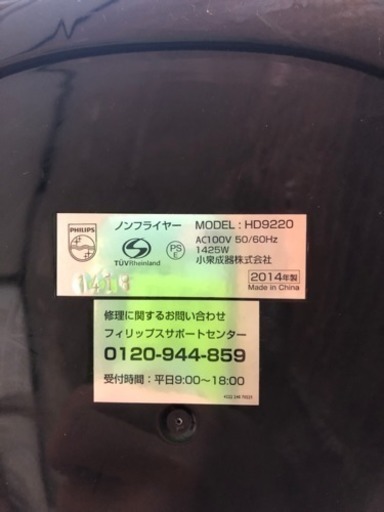 PHILIPS
ノンフライヤー MODEL : HD9220
TÜVRheinland
PS
E
AC100V 50/60Hz
1425W
小泉成器株式会社
2014年製
Made in China
1418
修理に関するお問い合わせ
フィリップスサポートセンター
0120-944-859
受付時間：平日9:00〜18:00